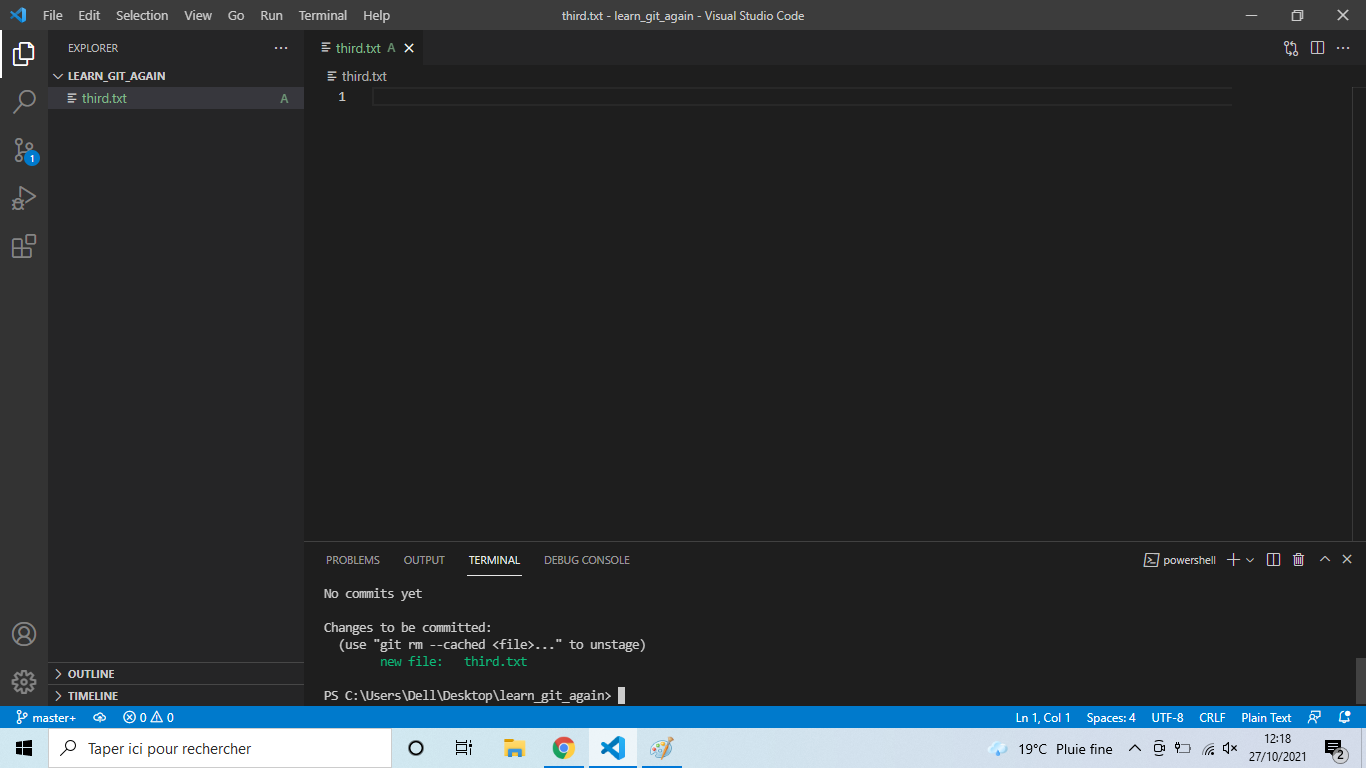 File Edit Selection View Go Run Terminal Help
third.txt - learn_git_again - Visual Studio Code
EXPLORER
LEARN_GIT_AGAIN
third.txt A
third.txt A
third.txt
1
1
PROBLEMS OUTPUT TERMINAL DEBUG CONSOLE
powershell
No commits yet
Changes to be committed:
(use "git rm --cached <file>..." to unstage)
new file: third.txt
PS C:\Users\Dell\Desktop\learn_git_again>
OUTLINE
TIMELINE
master+ 0 0
Ln 1, Col 1 Spaces: 4 UTF-8 CRLF Plain Text
Taper ici pour rechercher
19°C Pluie fine
12:18
27/10/2021
2